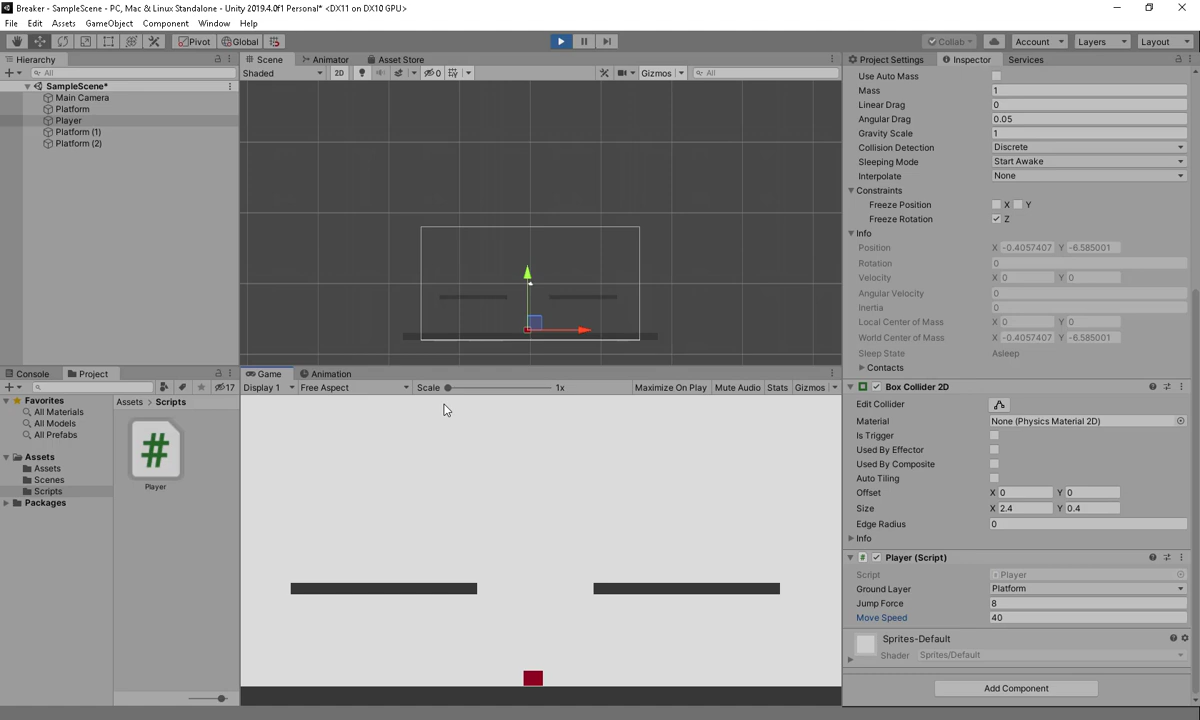 Breaker - SampleScene - PC, Mac & Linux Standalone - Unity 2019.4.0f1 Personal* <DX11 on DX10 GPU>
File Edit Assets GameObject Component Window Help
Pivot Global Collab Account Layers Layout
Hierarchy
All
SampleScene*
Main Camera
Platform
Player
Platform (1)
Platform (2)
Scene Animator Asset Store
Shaded 2D 0 Gizmos All
Console Project
17
Favorites
All Materials
All Models
All Prefabs
Assets
Assets
Scenes
Scripts
Packages
Assets > Scripts
#
Player
Game Animation
Display 1 Free Aspect Scale 1x Maximize On Play Mute Audio Stats Gizmos
Project Settings Inspector Services
Use Auto Mass
Mass 1
Linear Drag 0
Angular Drag 0.05
Gravity Scale 1
Collision Detection Discrete
Sleeping Mode Start Awake
Interpolate None
Constraints
Freeze Position X Y
Freeze Rotation Z
Info
Position X -0.4057407 Y -6.585001
Rotation 0
Velocity X 0 Y 0
Angular Velocity 0
Inertia 0
Local Center of Mass X 0 Y 0
World Center of Mass X -0.4057407 Y -6.585001
Sleep State Asleep
Contacts
Box Collider 2D
Edit Collider
Material None (Physics Material 2D)
Is Trigger
Used By Effector
Used By Composite
Auto Tiling
Offset X 0 Y 0
Size X 2.4 Y 0.4
Edge Radius 0
Info
# Player (Script)
Script Player
Ground Layer Platform
Jump Force 8
Move Speed 40
Sprites-Default
Shader Sprites/Default
Add Component